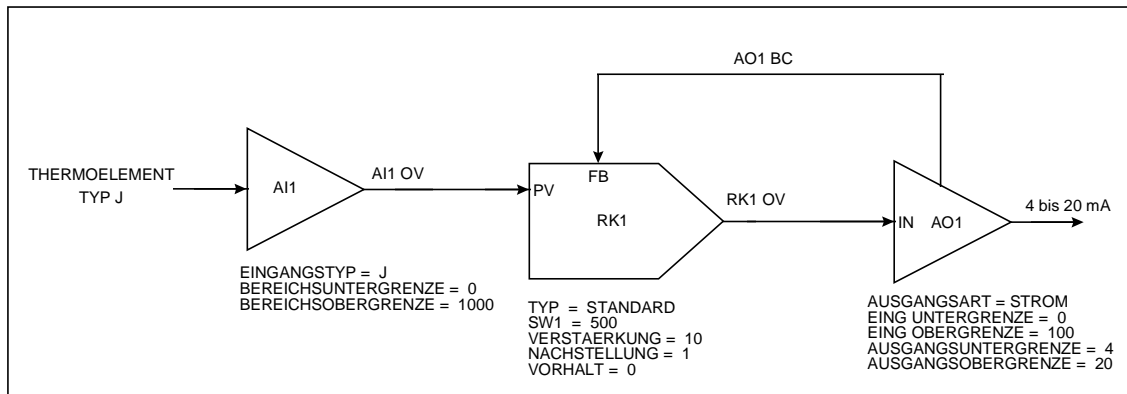 AO1 BC
THERMOELEMENT
TYP J
AI1
AI1 OV
PV
FB
RK1
RK1 OV
IN
AO1
4 bis 20 mA
EINGANGSTYP = J
BEREICHSUNTERGRENZE = 0
BEREICHSOBERGRENZE = 1000
TYP = STANDARD
SW1 = 500
VERSTAERKUNG = 10
NACHSTELLUNG = 1
VORHALT = 0
AUSGANGSART = STROM
EING UNTERGRENZE = 0
EING OBERGRENZE = 100
AUSGANGSUNTERGRENZE = 4
AUSGANGSOBERGRENZE = 20